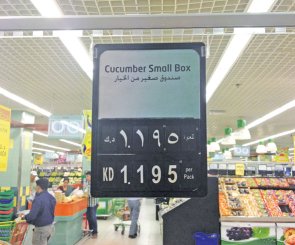 Cucumber Small Box
صندوق صغير من الخيار
د.ك ١.١٩٥
KD 1.195 per Pack